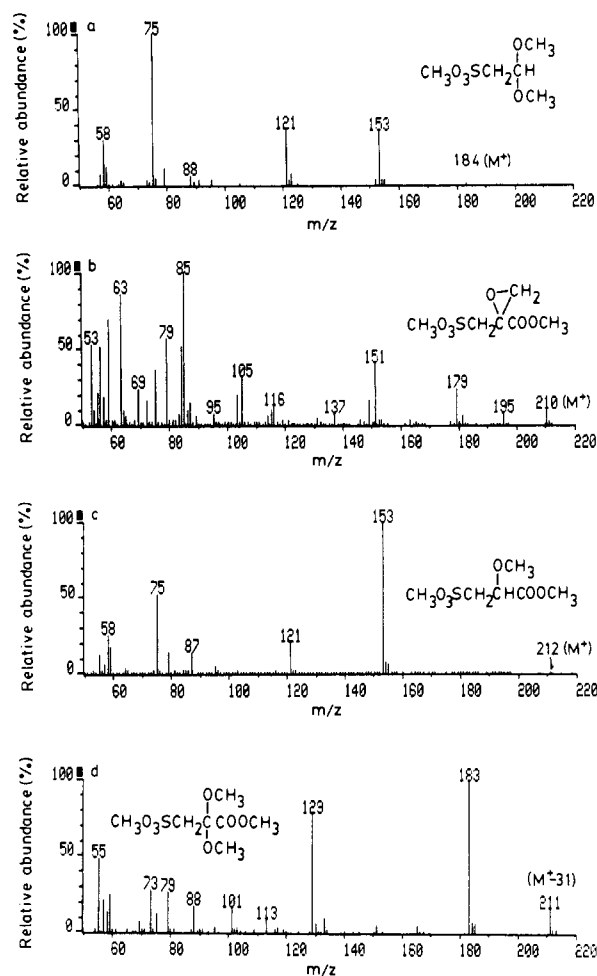 a
Relative abundance (%)
100
50
0
58
75
88
121
153
184 (M⁺)
OCH₃
CH₃O₃SCH₂CH
OCH₃
60 80 100 120 140 160 180 200 220
m/z
b
Relative abundance (%)
100
50
0
53
63
69
79
85
95
105
116
137
151
179
195
210 (M⁺)
O—CH₂
CH₃O₃SCH₂C—COOCH₃
60 80 100 120 140 160 180 200 220
m/z
c
Relative abundance (%)
100
50
0
58
75
87
121
153
212 (M⁺)
OCH₃
CH₃O₃SCH₂CHCOOCH₃
60 80 100 120 140 160 180 200 220
m/z
d
Relative abundance (%)
100
50
0
55
73
79
88
101
113
129
183
(M⁺-31)
211
OCH₃
CH₃O₃SCH₂CCOOCH₃
OCH₃
60 80 100 120 140 160 180 200 220
m/z